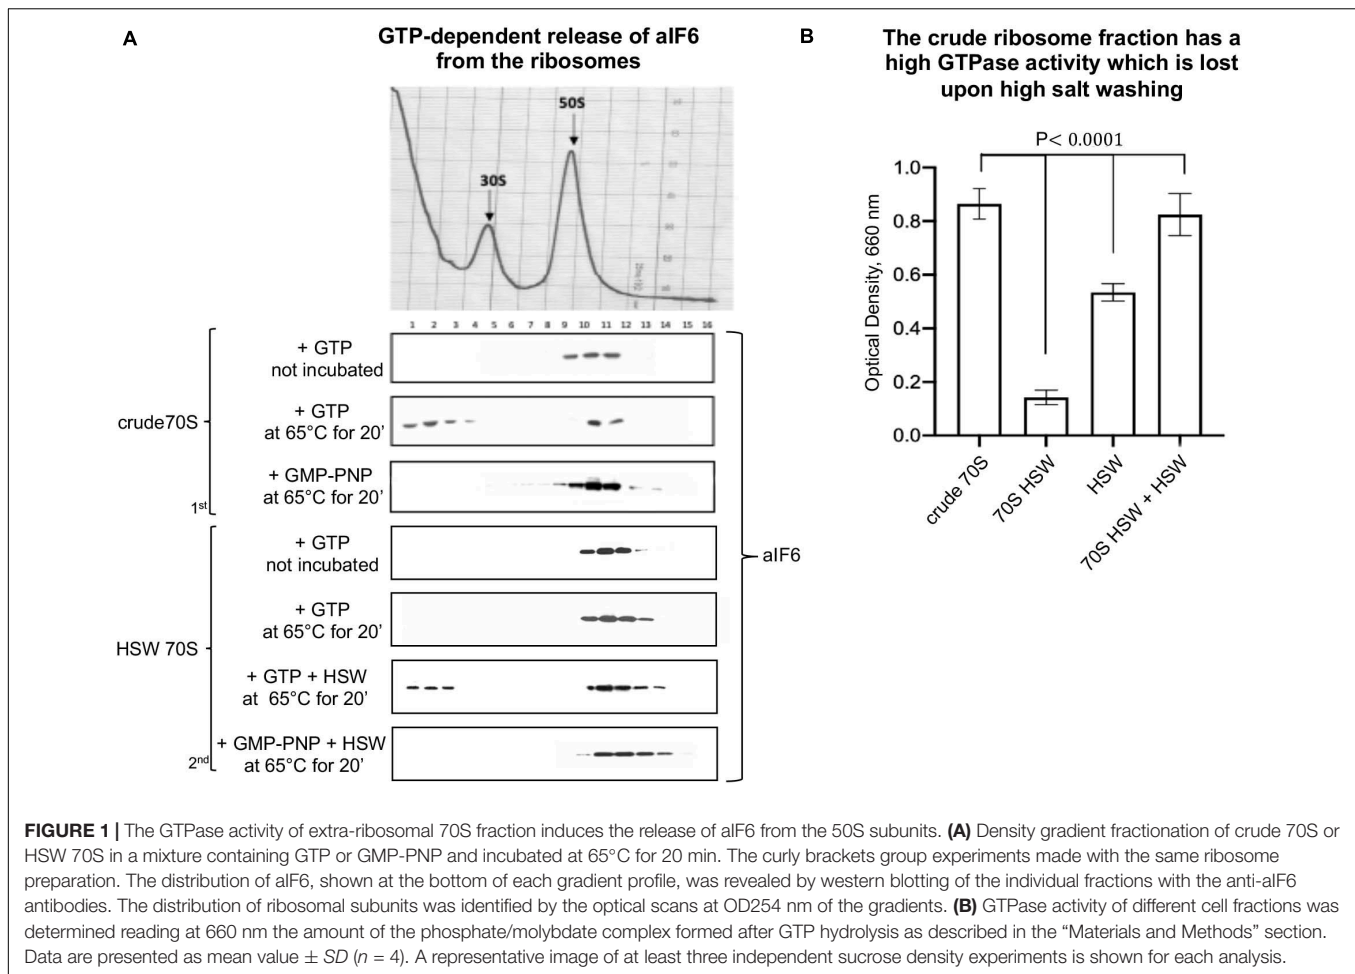 A
GTP-dependent release of aIF6
from the ribosomes
50S
30S
1 2 3 4 5 6 7 8 9 10 11 12 13 14 15 16
+ GTP
not incubated
crude70S
+ GTP
at 65°C for 20'
+ GMP-PNP
at 65°C for 20'
1st
+ GTP
not incubated
+ GTP
at 65°C for 20'
HSW 70S
+ GTP + HSW
at 65°C for 20'
+ GMP-PNP + HSW
at 65°C for 20'
2nd
aIF6
B
The crude ribosome fraction has a
high GTPase activity which is lost
upon high salt washing
P< 0.0001
Optical Density, 660 nm
1.0
0.8
0.6
0.4
0.2
0.0
crude 70S
70S HSW
HSW
70S HSW + HSW
FIGURE 1 | The GTPase activity of extra-ribosomal 70S fraction induces the release of aIF6 from the 50S subunits. (A) Density gradient fractionation of crude 70S or
HSW 70S in a mixture containing GTP or GMP-PNP and incubated at 65°C for 20 min. The curly brackets group experiments made with the same ribosome
preparation. The distribution of aIF6, shown at the bottom of each gradient profile, was revealed by western blotting of the individual fractions with the anti-aIF6
antibodies. The distribution of ribosomal subunits was identified by the optical scans at OD254 nm of the gradients. (B) GTPase activity of different cell fractions was
determined reading at 660 nm the amount of the phosphate/molybdate complex formed after GTP hydrolysis as described in the “Materials and Methods” section.
Data are presented as mean value ± SD (n = 4). A representative image of at least three independent sucrose density experiments is shown for each analysis.